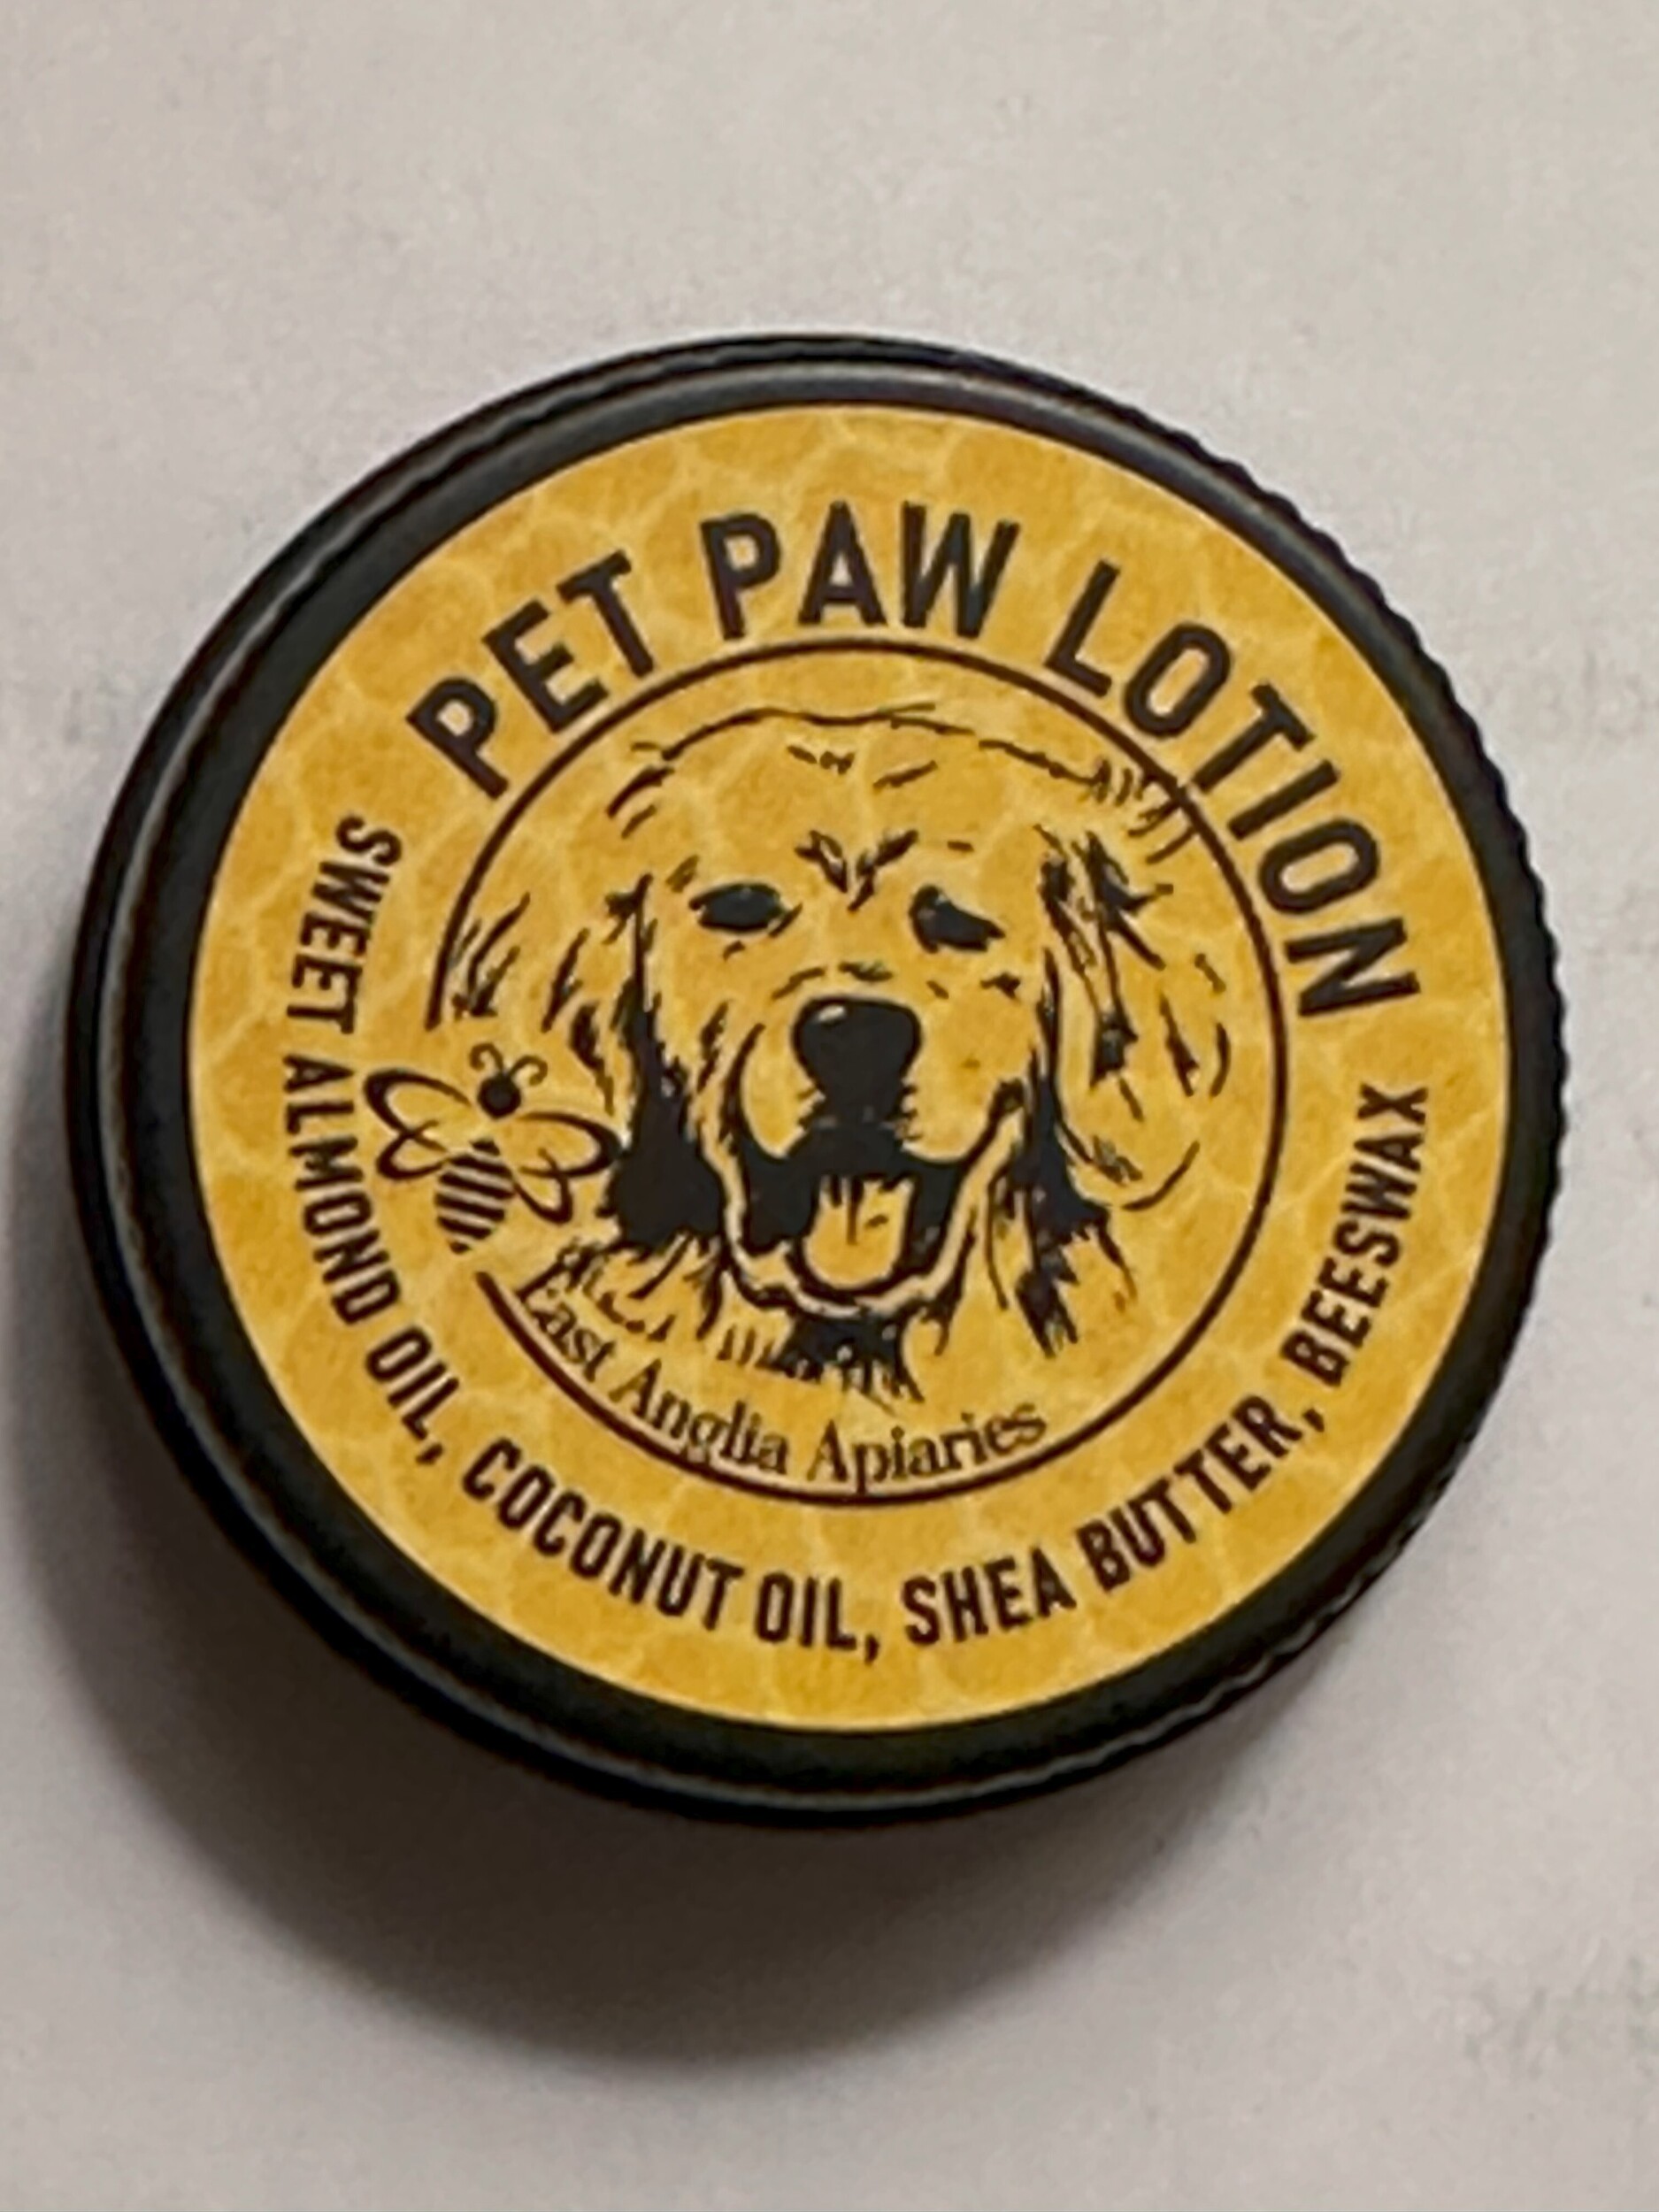 PET PAW LOTION
East Anglia Apiaries
SWEET ALMOND OIL, COCONUT OIL, SHEA BUTTER, BEESWAX